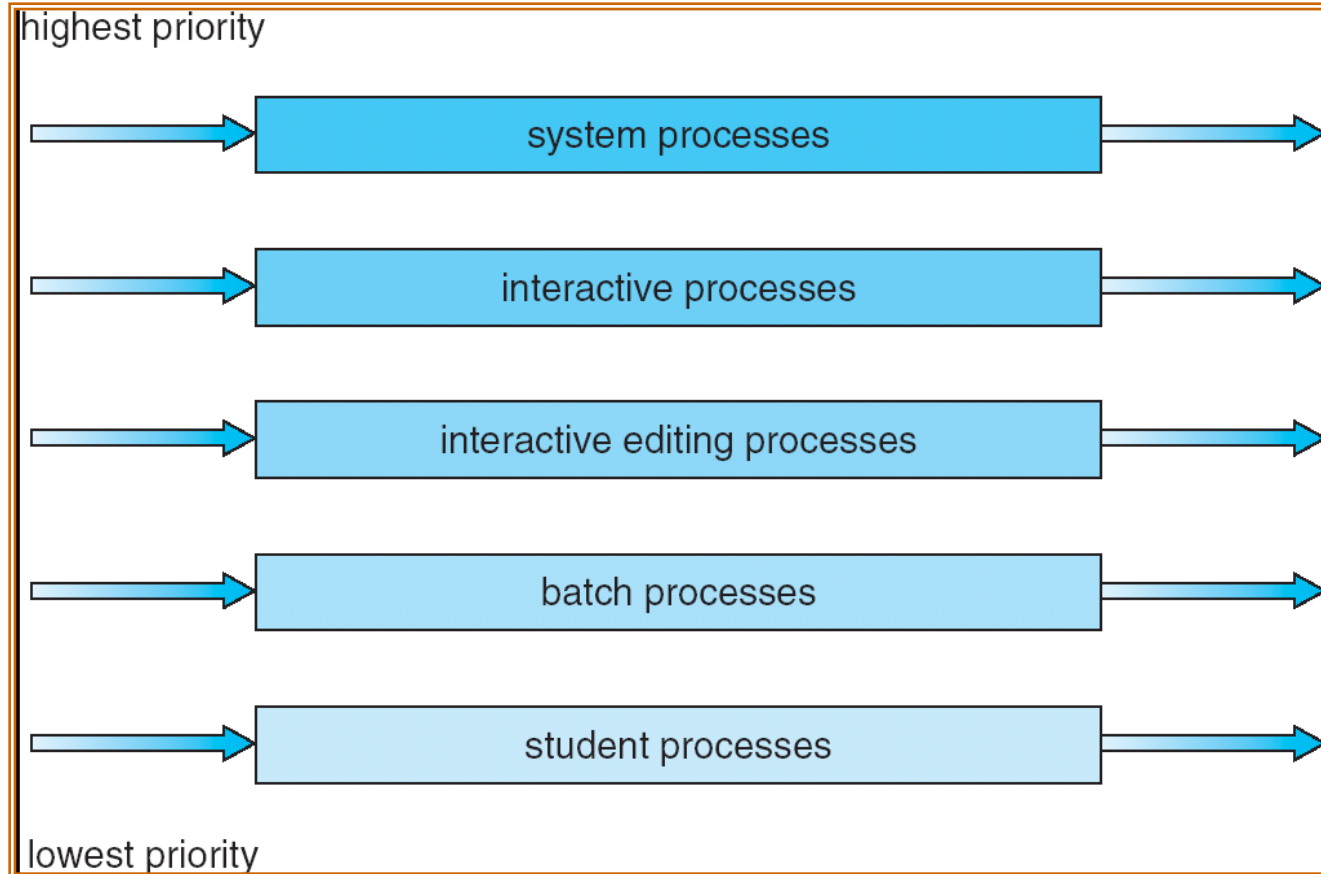 highest priority
system processes
interactive processes
interactive editing processes
batch processes
student processes
lowest priority